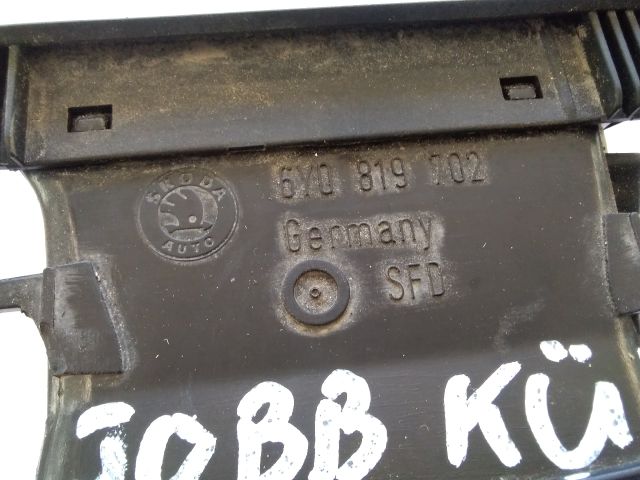 ŠKODA
AUTO
6Y0 819 702
Germany
SFD
JOBB KÜ